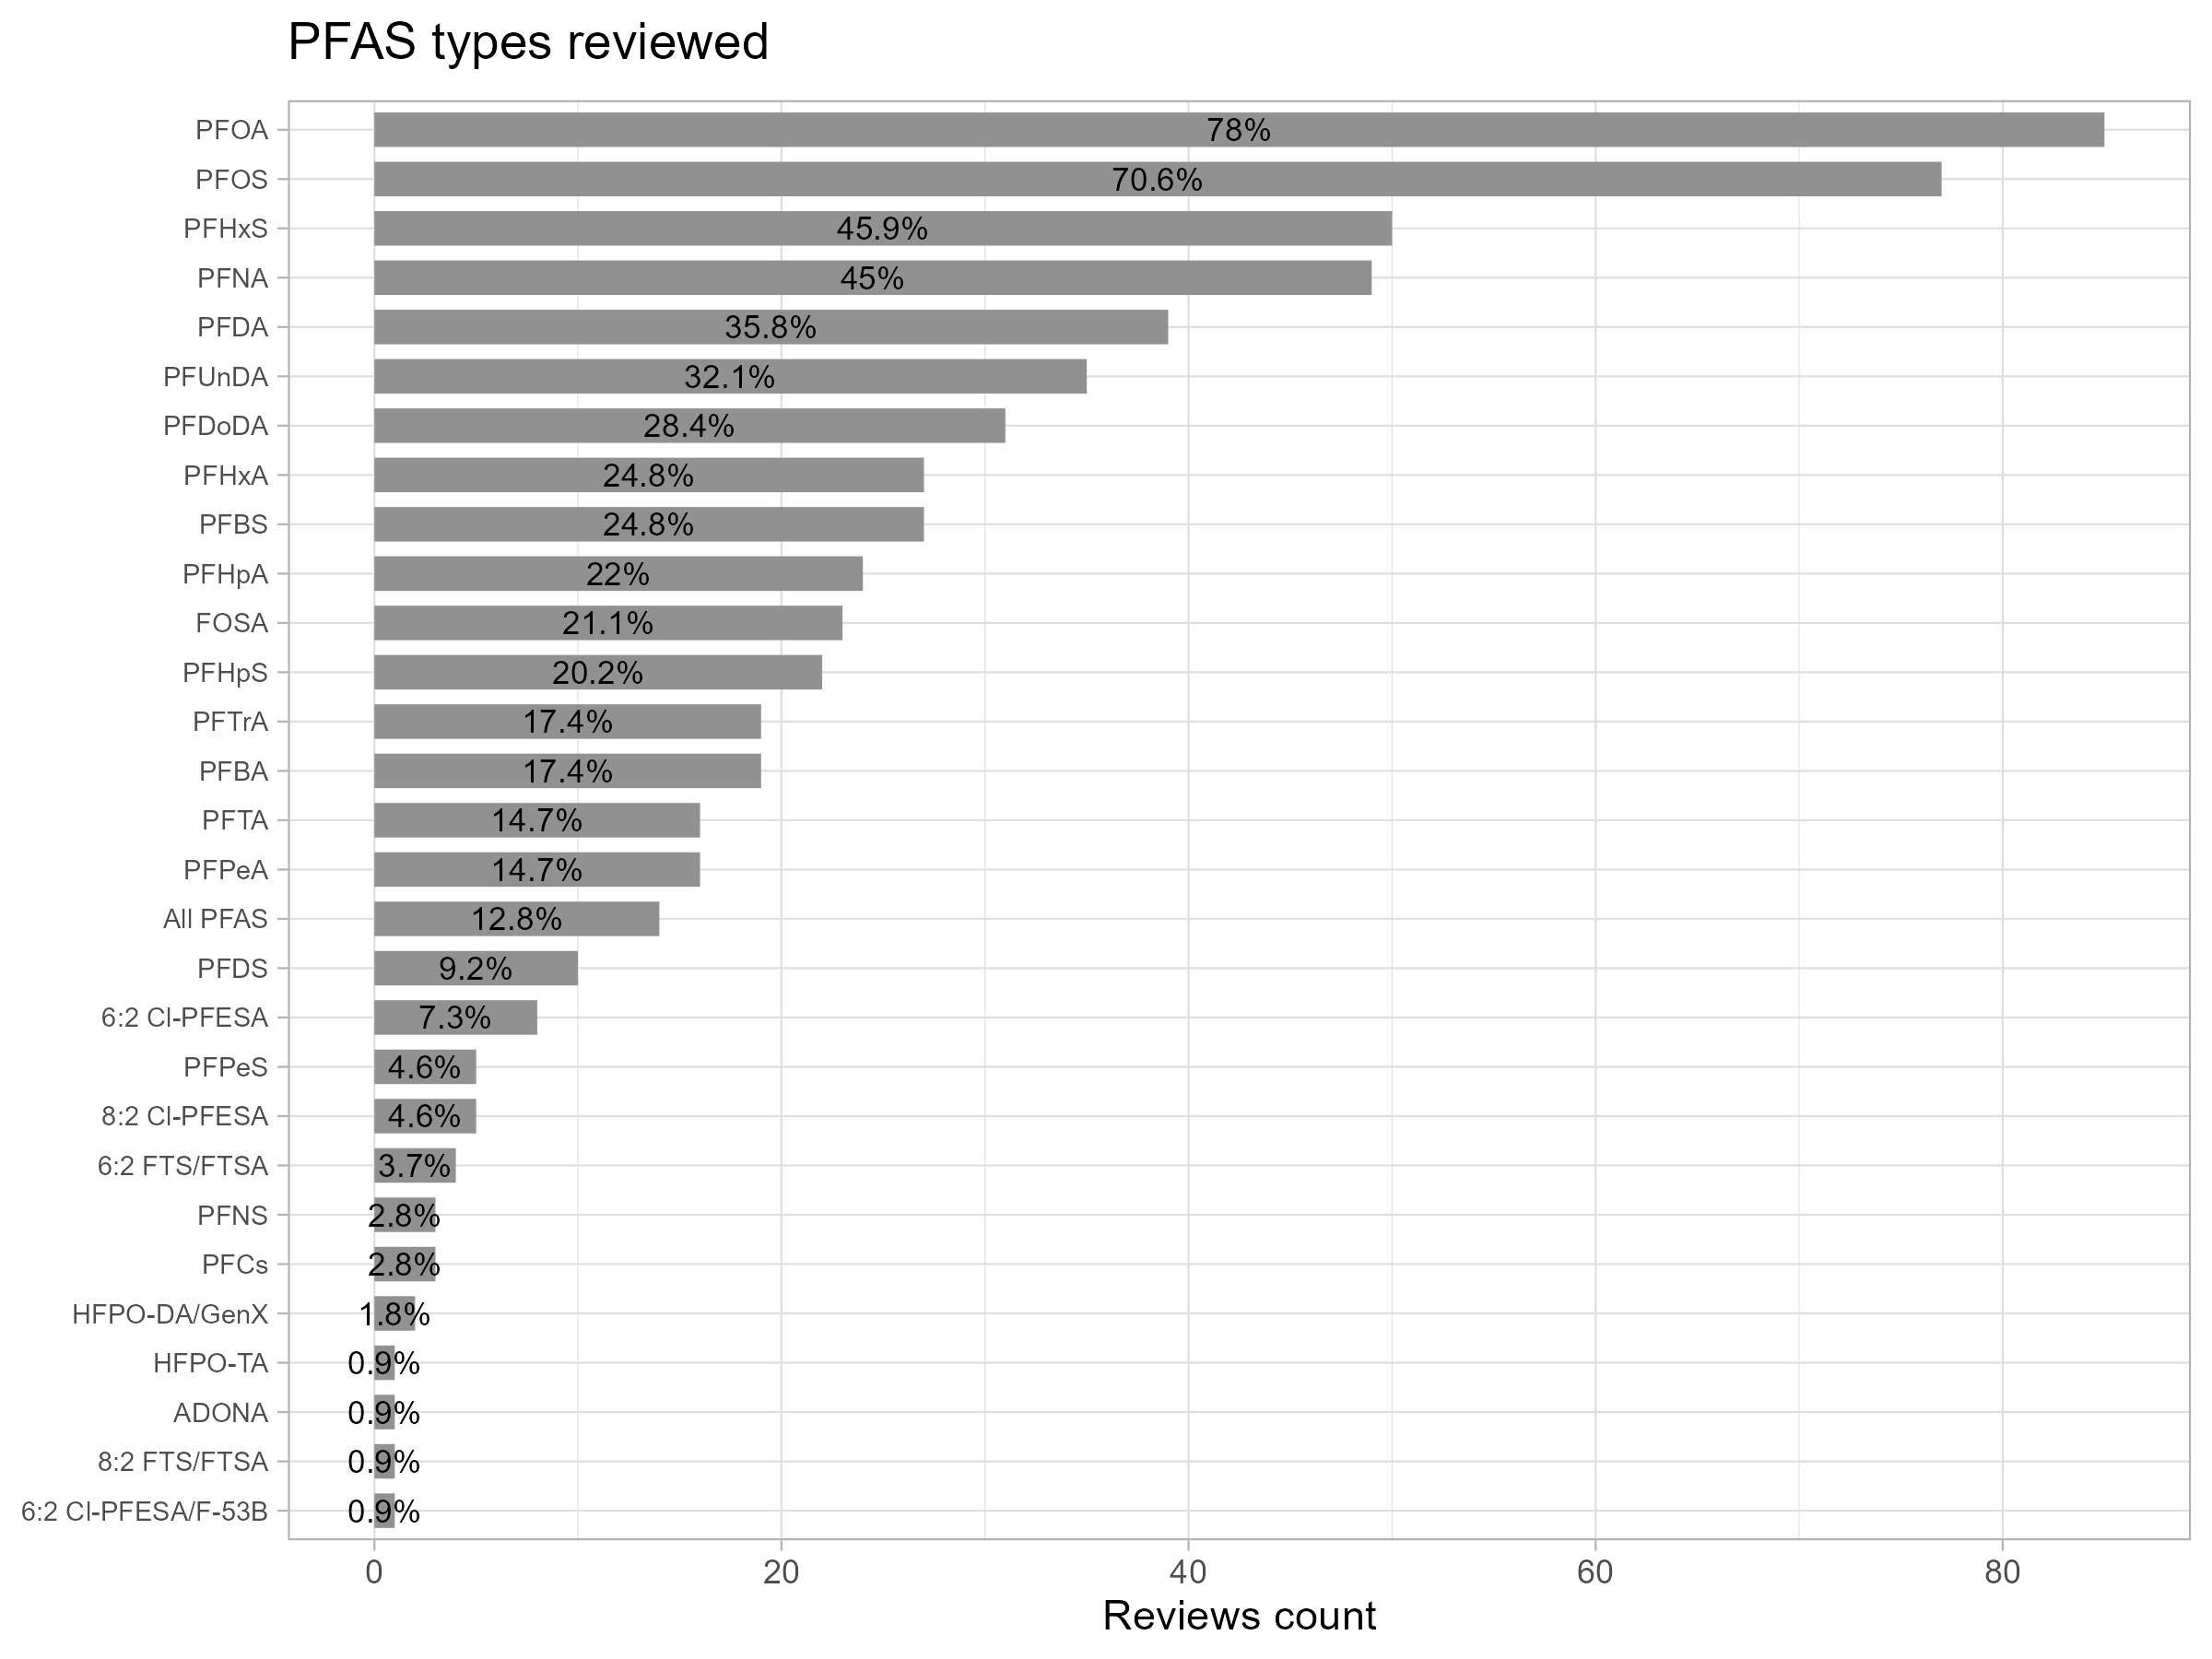 PFAS types reviewed
PFOA 78%
PFOS 70.6%
PFHxS 45.9%
PFNA 45%
PFDA 35.8%
PFUnDA 32.1%
PFDoDA 28.4%
PFHxA 24.8%
PFBS 24.8%
PFHpA 22%
FOSA 21.1%
PFHpS 20.2%
PFTrA 17.4%
PFBA 17.4%
PFTA 14.7%
PFPeA 14.7%
All PFAS 12.8%
PFDS 9.2%
6:2 Cl-PFESA 7.3%
PFPeS 4.6%
8:2 Cl-PFESA 4.6%
6:2 FTS/FTSA 3.7%
PFNS 2.8%
PFCs 2.8%
HFPO-DA/GenX 1.8%
HFPO-TA 0.9%
ADONA 0.9%
8:2 FTS/FTSA 0.9%
6:2 Cl-PFESA/F-53B 0.9%
0 20 40 60 80
Reviews count